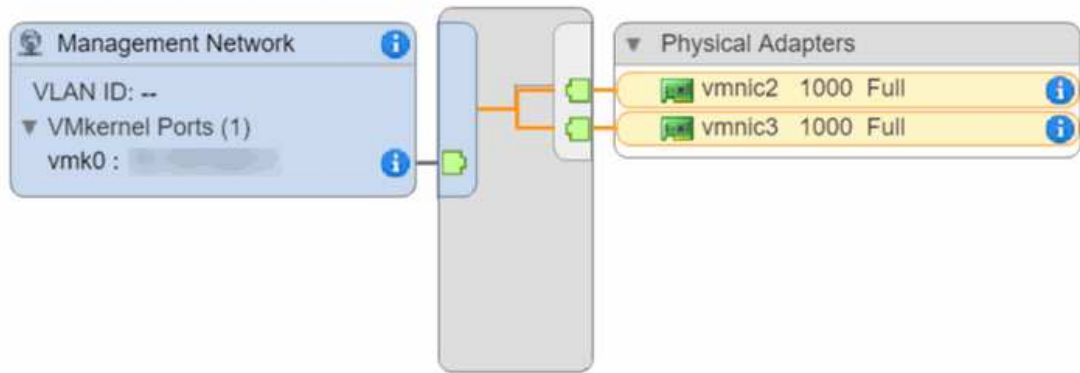 Management Network
VLAN ID: --
VMkernel Ports (1)
vmk0 :
Physical Adapters
vmnic2 1000 Full
vmnic3 1000 Full